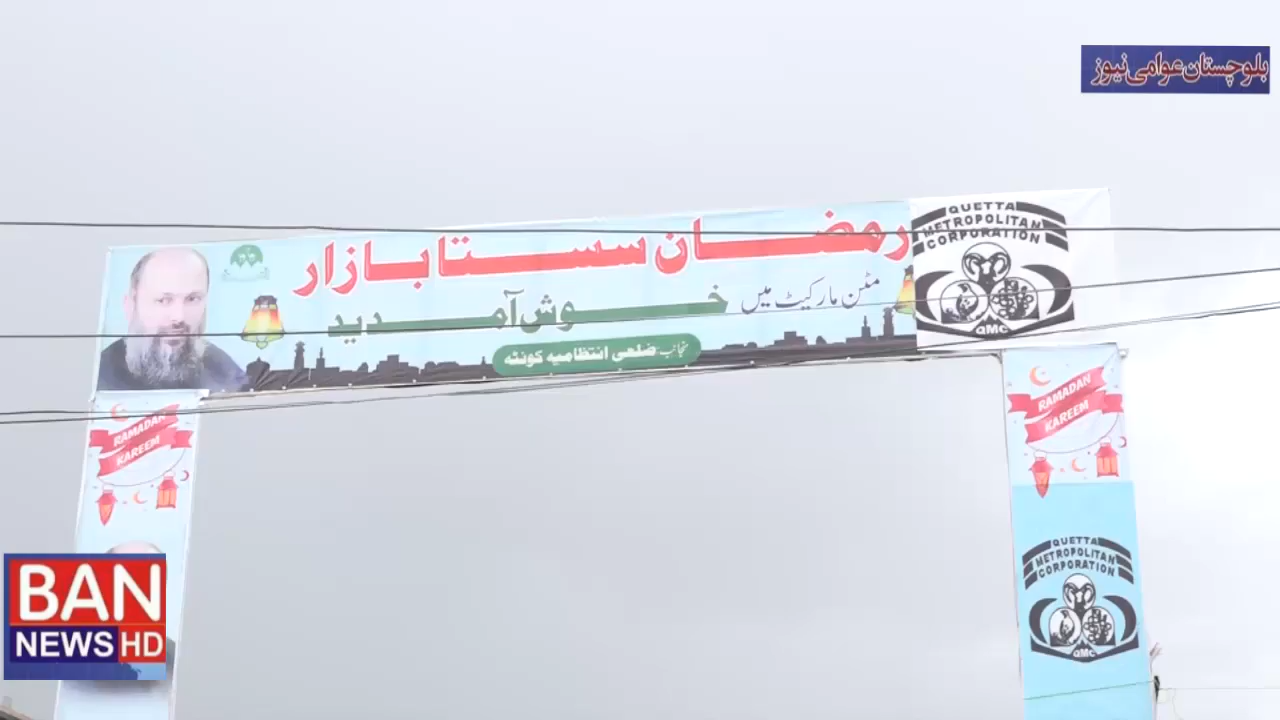 بلوچستان عوامی نیوز
رمضان سستا بازار
مٹن مارکیٹ میں
خوش آمدید
منجانب ضلعی انتظامیہ کوئٹہ
QUETTA
METROPOLITAN
CORPORATION
QMC
RAMADAN
KAREEM
RAMADAN
KAREEM
QUETTA
METROPOLITAN
CORPORATION
QMC
BAN
NEWS HD